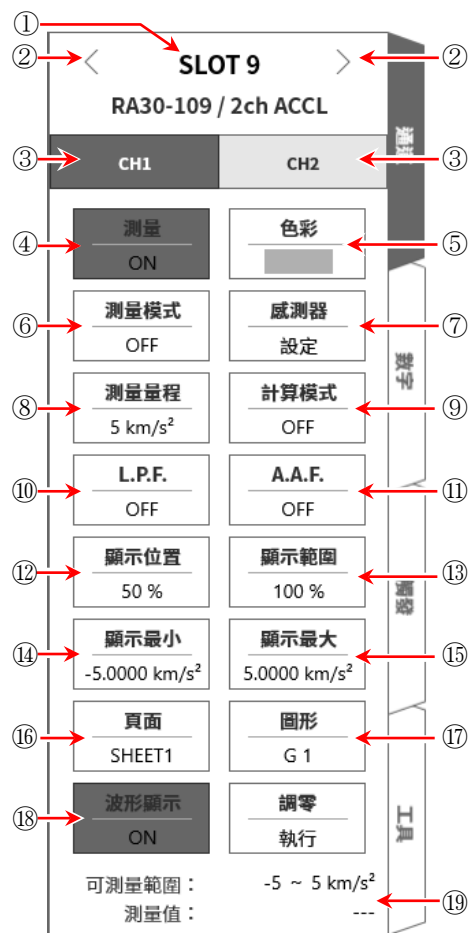 ①
② SLOT 9 ②
RA30-109 / 2ch ACCL
③ CH1 CH2 ③
④ 測量 ON 色彩 ⑤
⑥ 測量模式 OFF 感測器 設定 ⑦
⑧ 測量量程 5 km/s² 計算模式 OFF ⑨
⑩ L.P.F. OFF A.A.F. OFF ⑪
⑫ 顯示位置 50 % 顯示範圍 100 % ⑬
⑭ 顯示最小 -5.0000 km/s² 顯示最大 5.0000 km/s² ⑮
⑯ 頁面 SHEET1 圖形 G 1 ⑰
⑱ 波形顯示 ON 調零 執行
可測量範圍： -5 ~ 5 km/s²
測量值： --- ⑲
通道
數字
觸發
工具